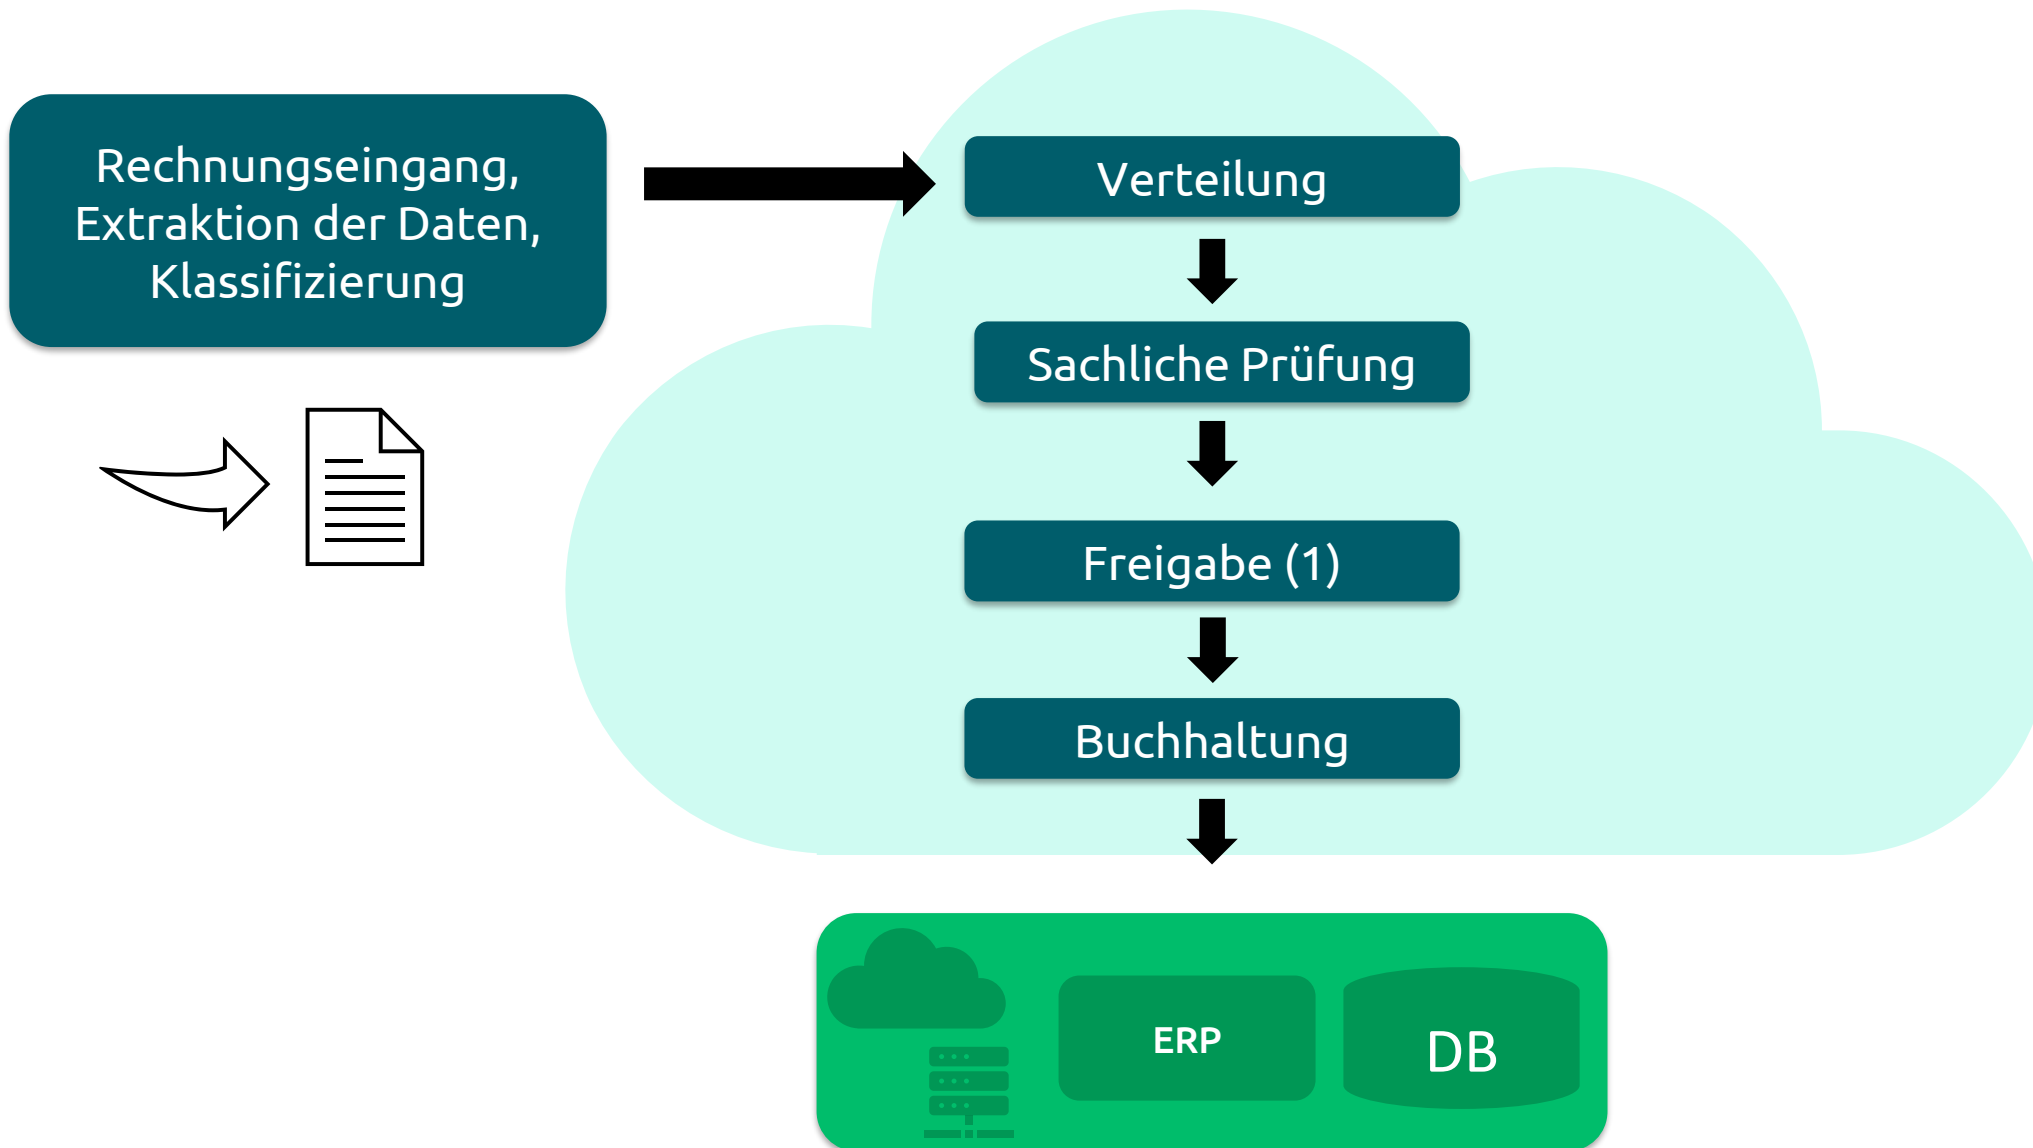 Rechnungseingang,
Extraktion der Daten,
Klassifizierung
Verteilung
Sachliche Prüfung
Freigabe (1)
Buchhaltung
ERP
DB